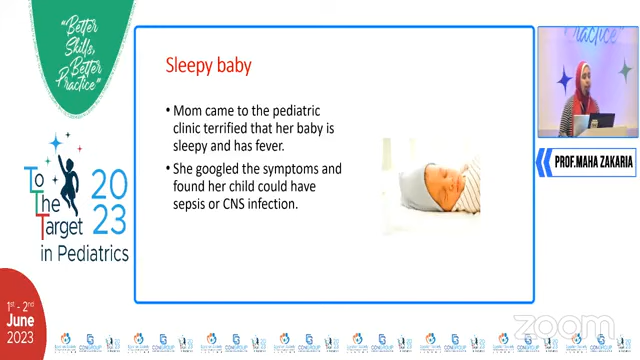 "Better
Skills,
Better
Practice"
To
The
Target
2023
in Pediatrics
1st - 2nd
June
2023
Sleepy baby
• Mom came to the pediatric
clinic terrified that her baby is
sleepy and has fever.
• She googled the symptoms and
found her child could have
sepsis or CNS infection.
PROF.MAHA ZAKARIA
zoom